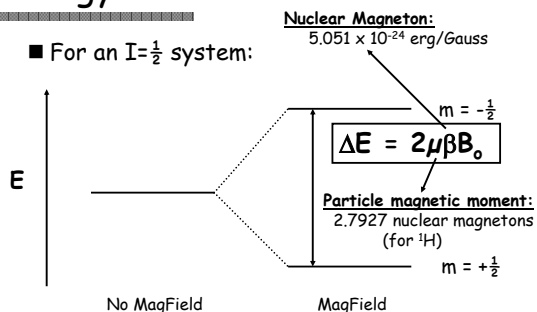 Nuclear Magneton:
5.051 x 10⁻²⁴ erg/Gauss
■ For an I=½ system:
m = -½
ΔE = 2μβBₒ
E
Particle magnetic moment:
2.7927 nuclear magnetons
(for ¹H)
m = +½
No MagField
MagField